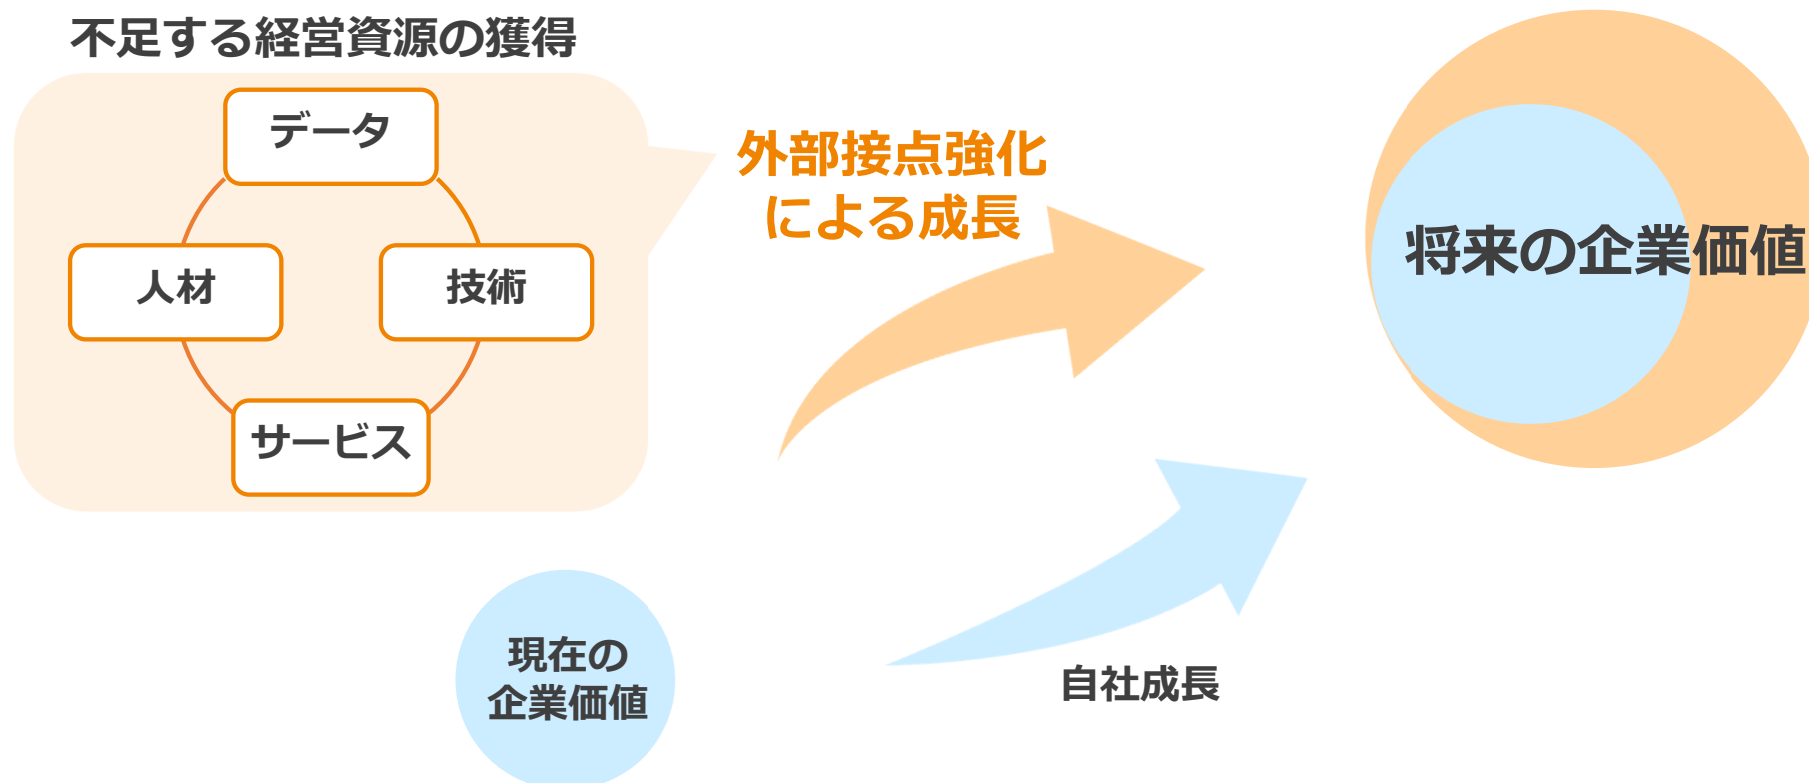 不足する経営資源の獲得
データ
人材
技術
サービス
外部接点強化
による成長
将来の企業価値
現在の
企業価値
自社成長